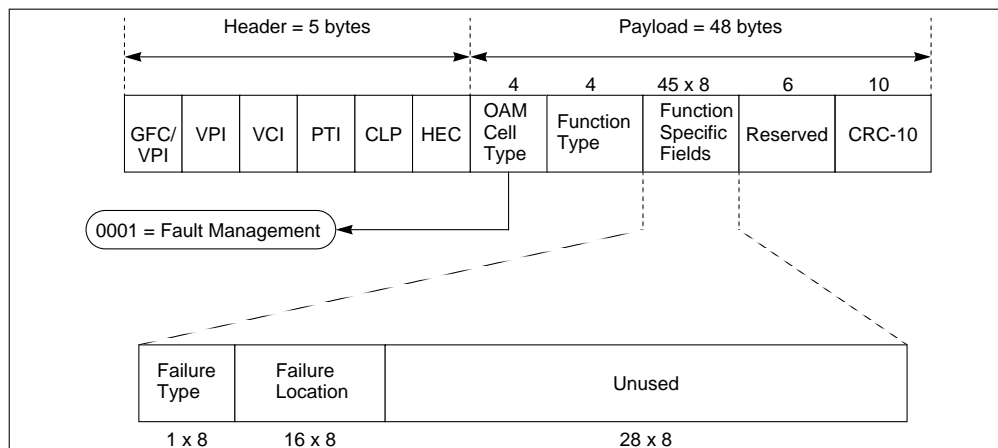 Header = 5 bytes
Payload = 48 bytes
4
4
45 x 8
6
10
GFC/
VPI
VPI
VCI
PTI
CLP
HEC
OAM
Cell
Type
Function
Type
Function
Specific
Fields
Reserved
CRC-10
0001 = Fault Management
Failure
Type
Failure
Location
Unused
1 x 8
16 x 8
28 x 8